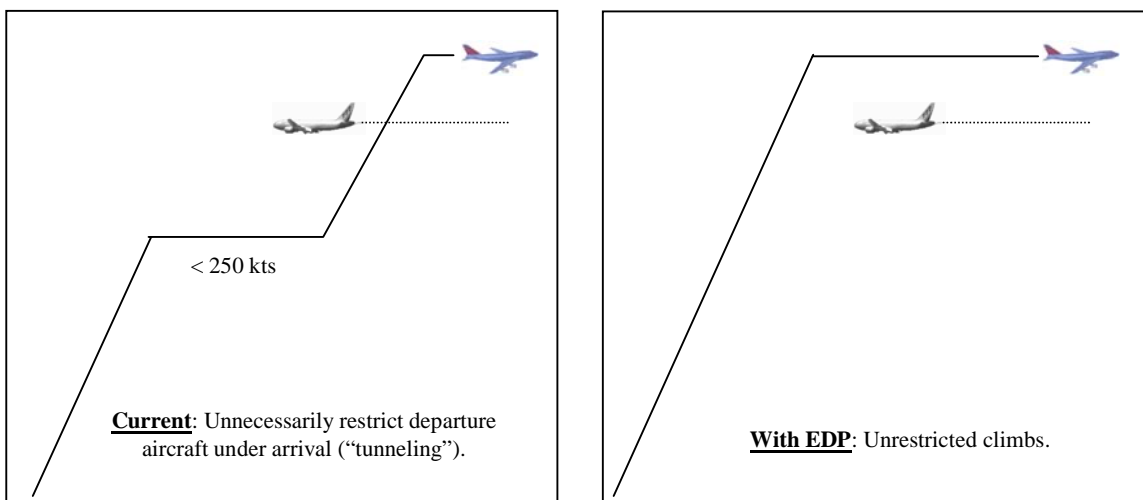 < 250 kts
Current: Unnecessarily restrict departure
aircraft under arrival (“tunneling”).
With EDP: Unrestricted climbs.